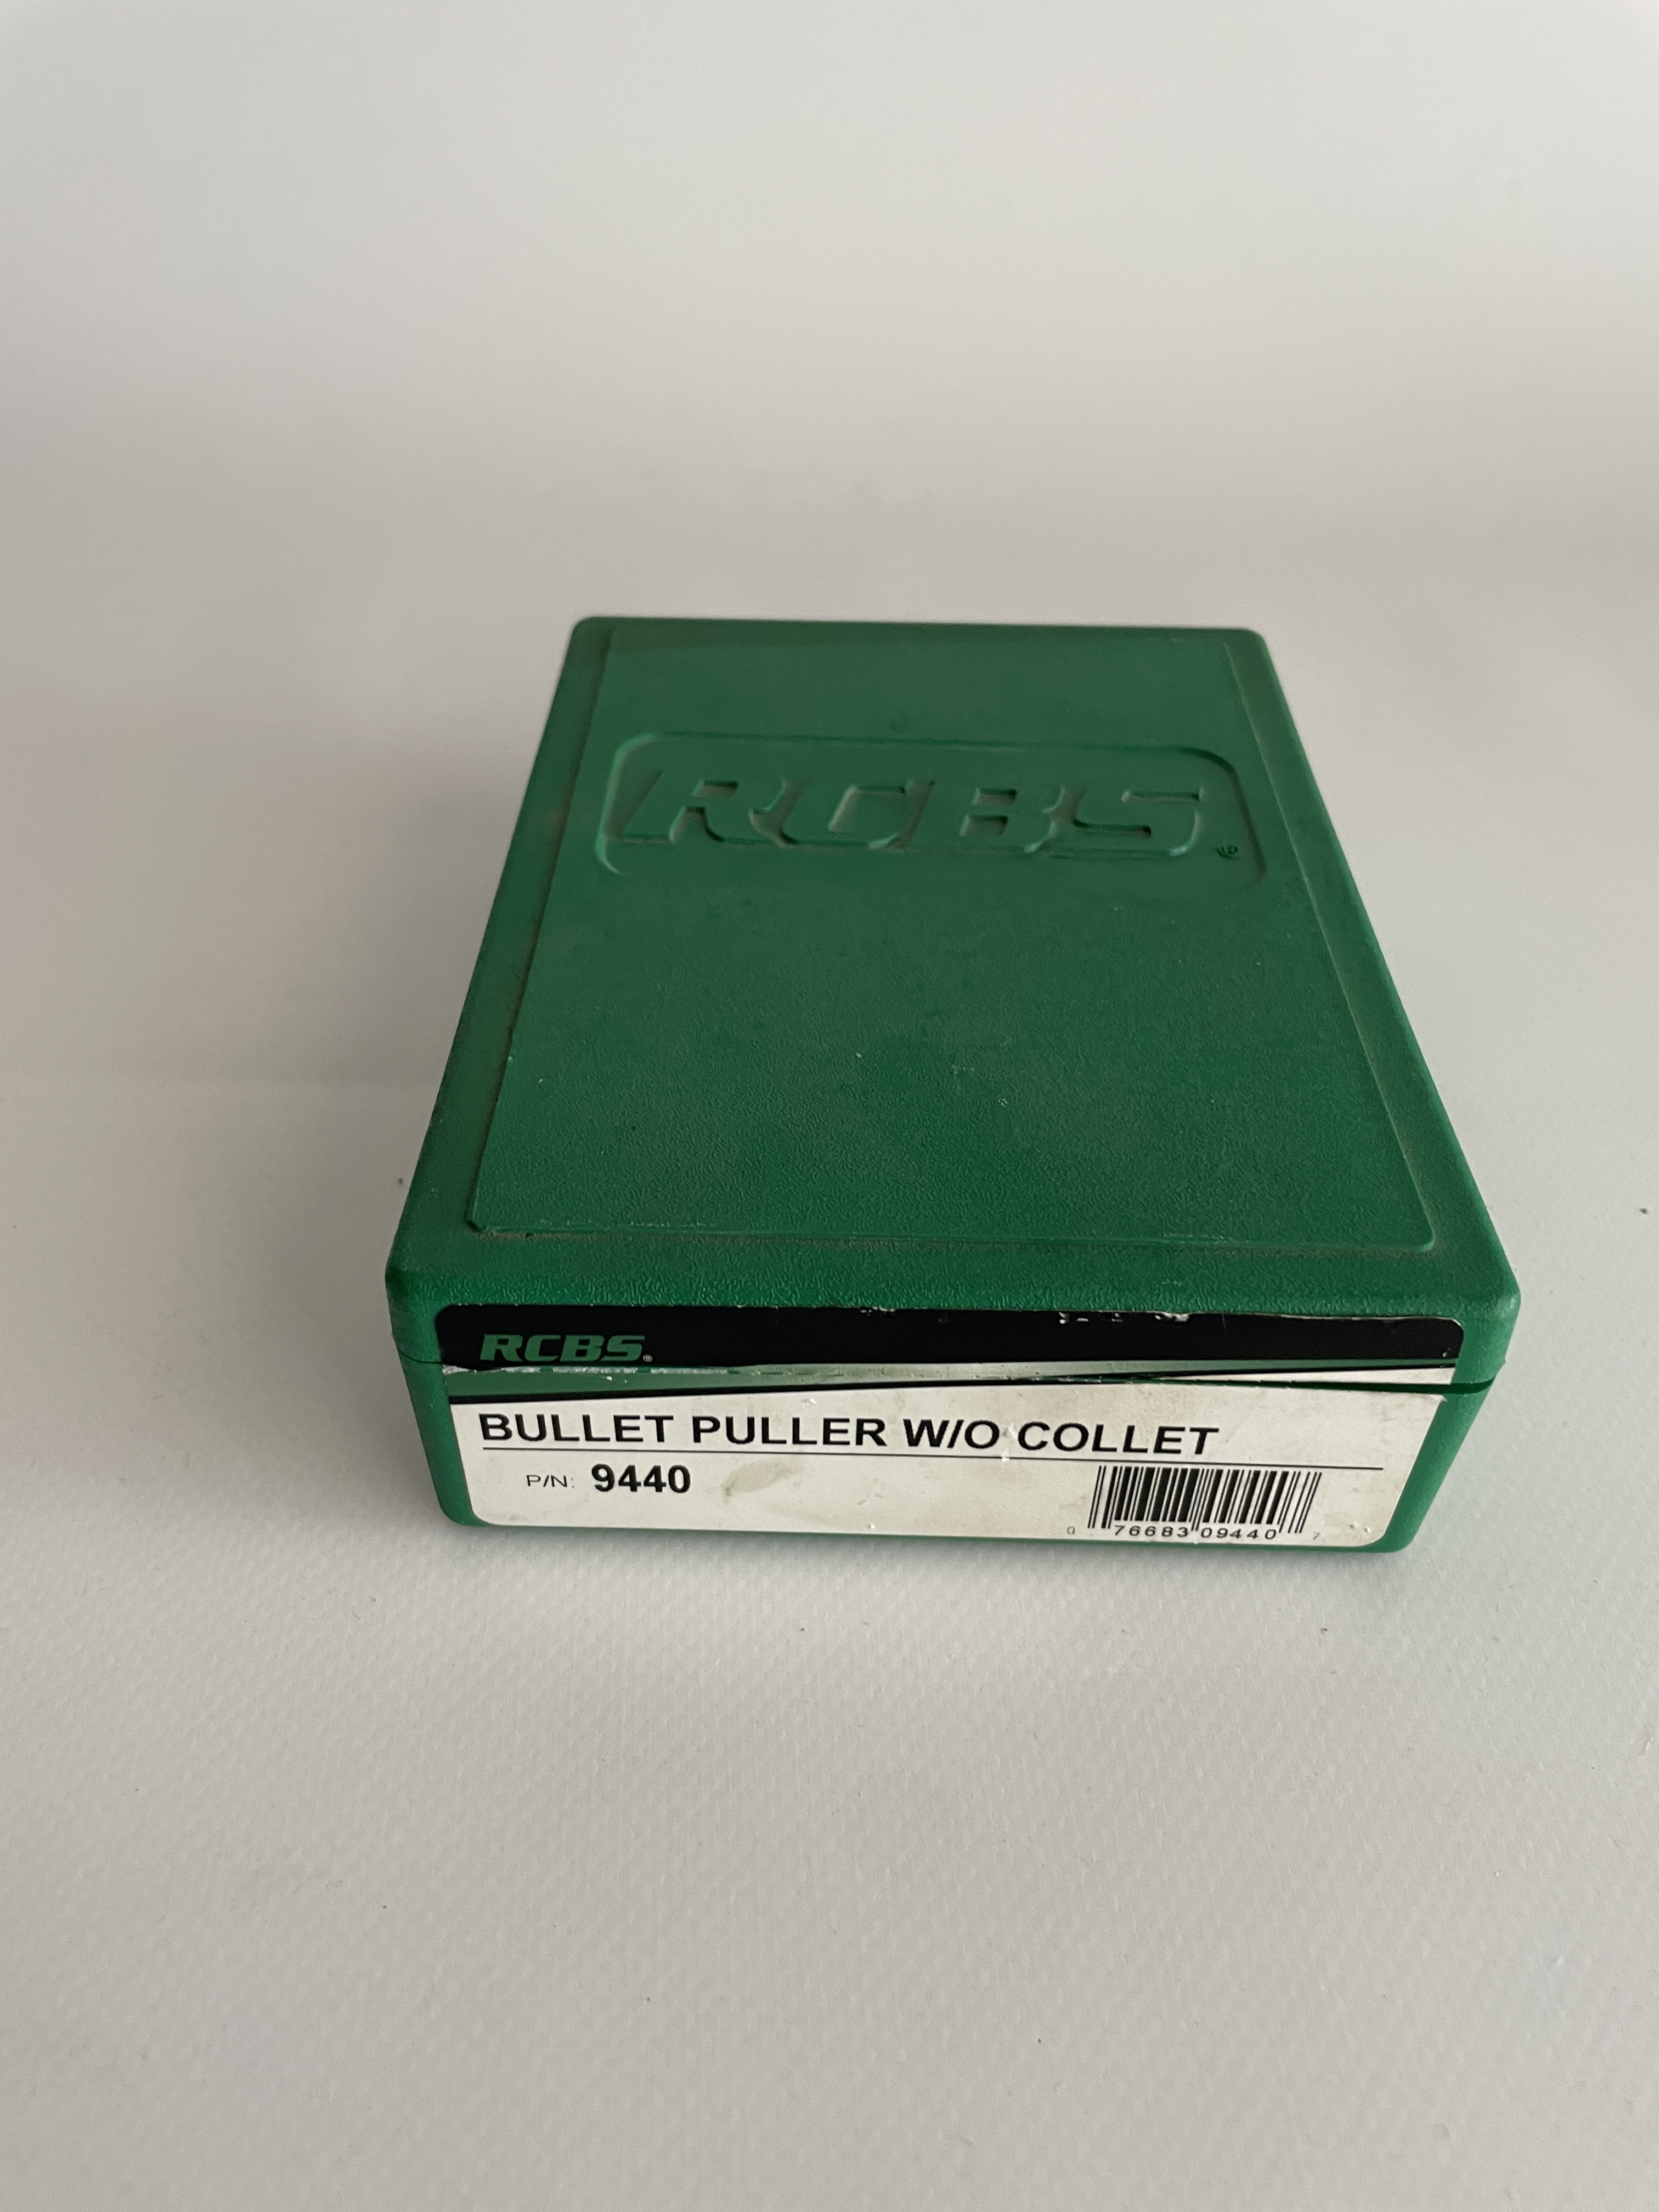 RCBS®
RCBS®
BULLET PULLER W/O COLLET
P/N: 9440
0 76683 09440 7